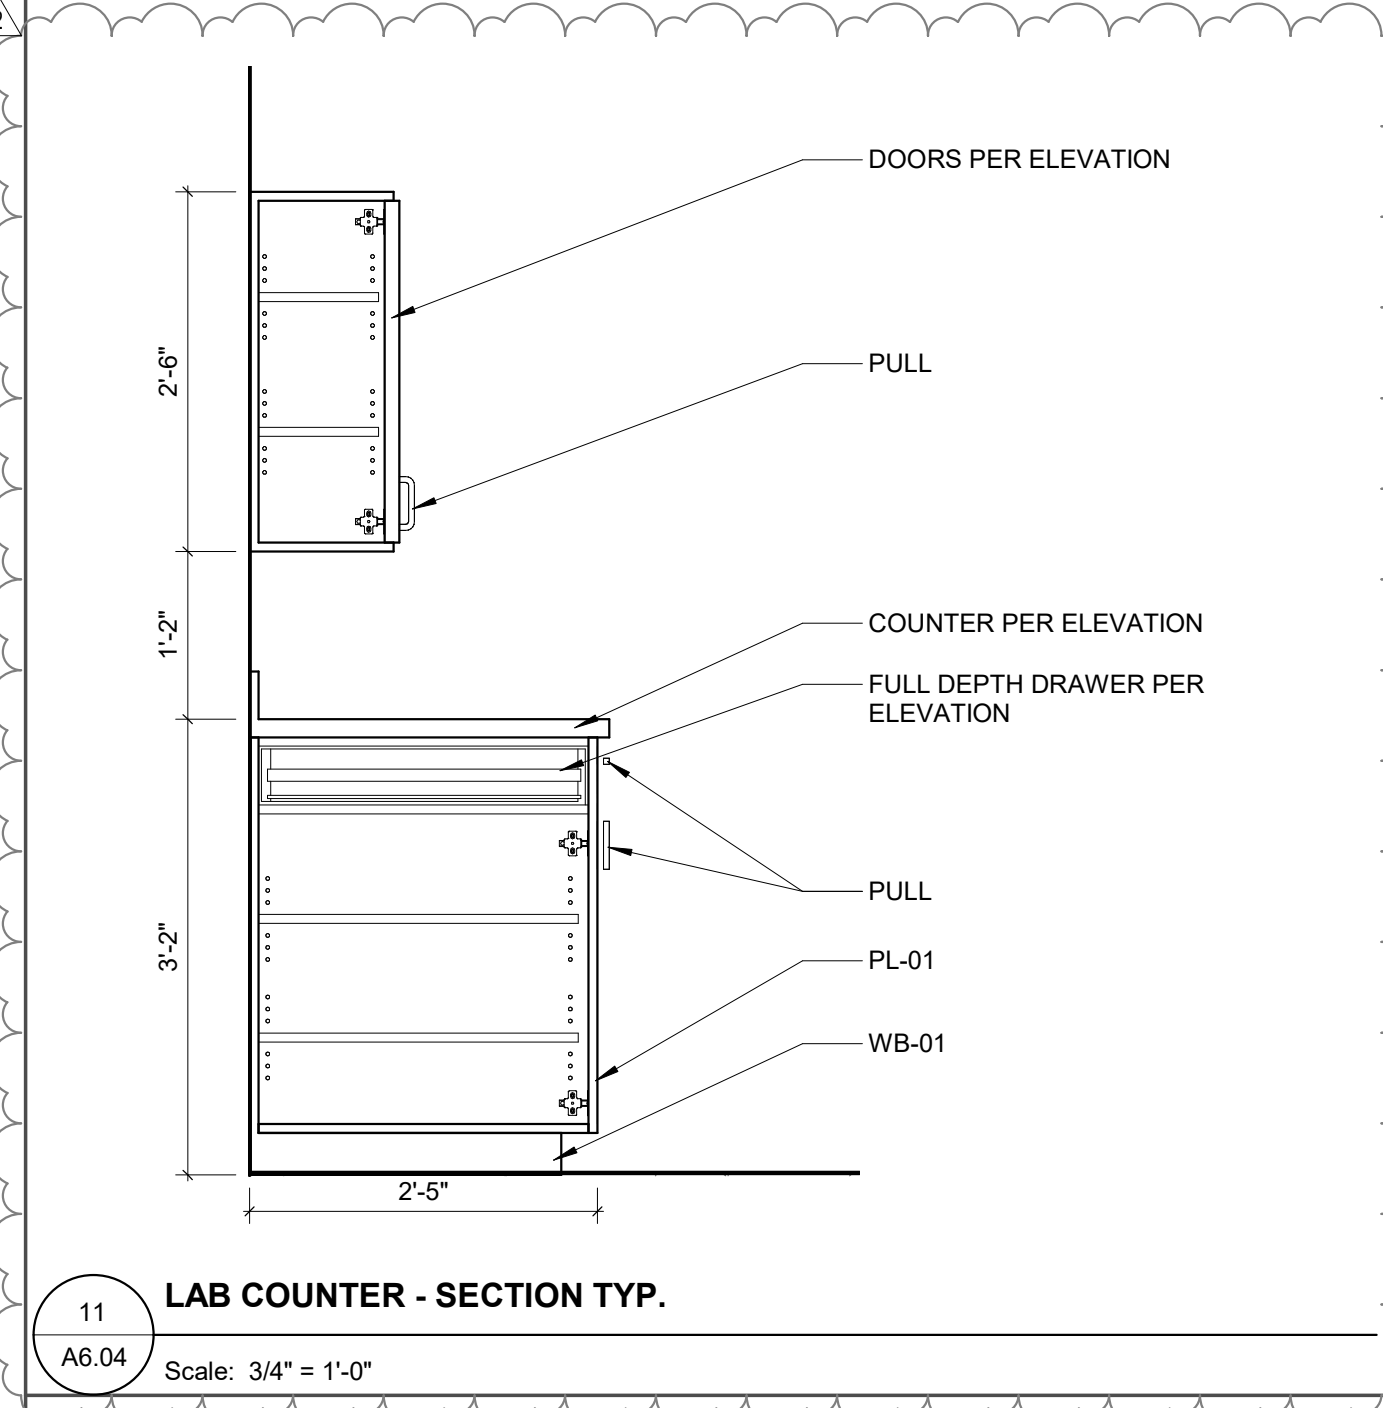 DOORS PER ELEVATION
2'-6"
PULL
1'-2"
COUNTER PER ELEVATION
FULL DEPTH DRAWER PER
ELEVATION
3'-2"
PULL
PL-01
WB-01
2'-5"
11
A6.04
LAB COUNTER - SECTION TYP.
Scale: 3/4" = 1'-0"